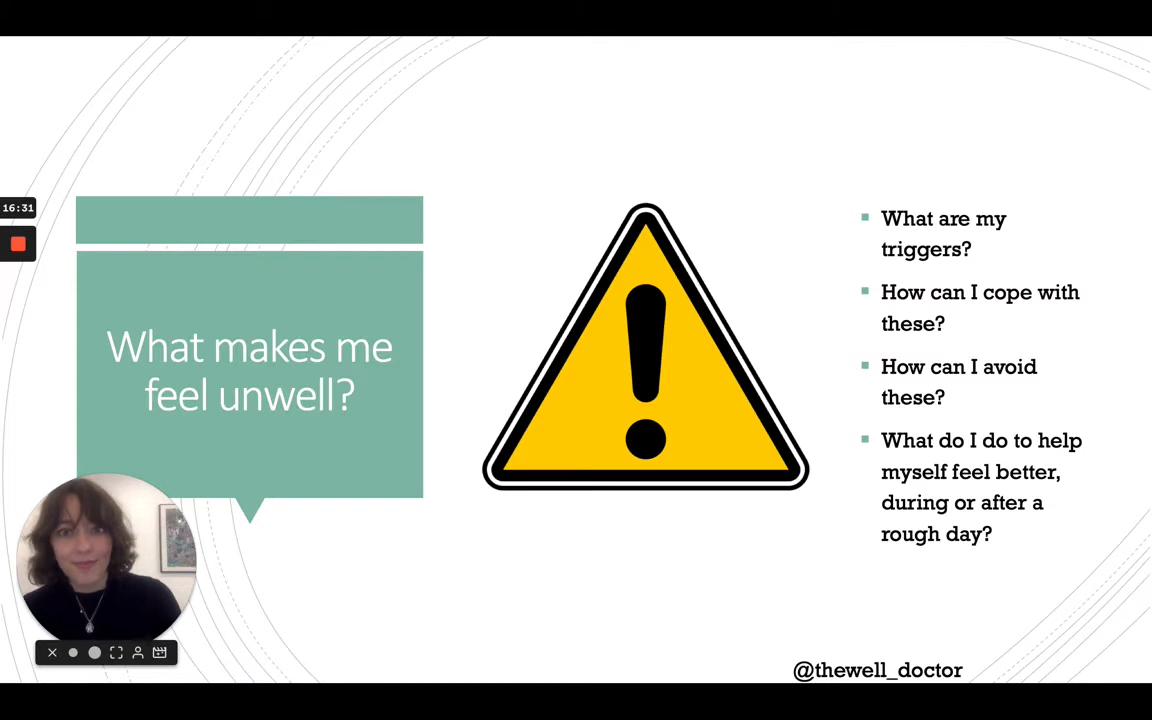 16:31
What makes me
feel unwell?
What are my
triggers?
How can I cope with
these?
How can I avoid
these?
What do I do to help
myself feel better,
during or after a
rough day?
@thewell_doctor